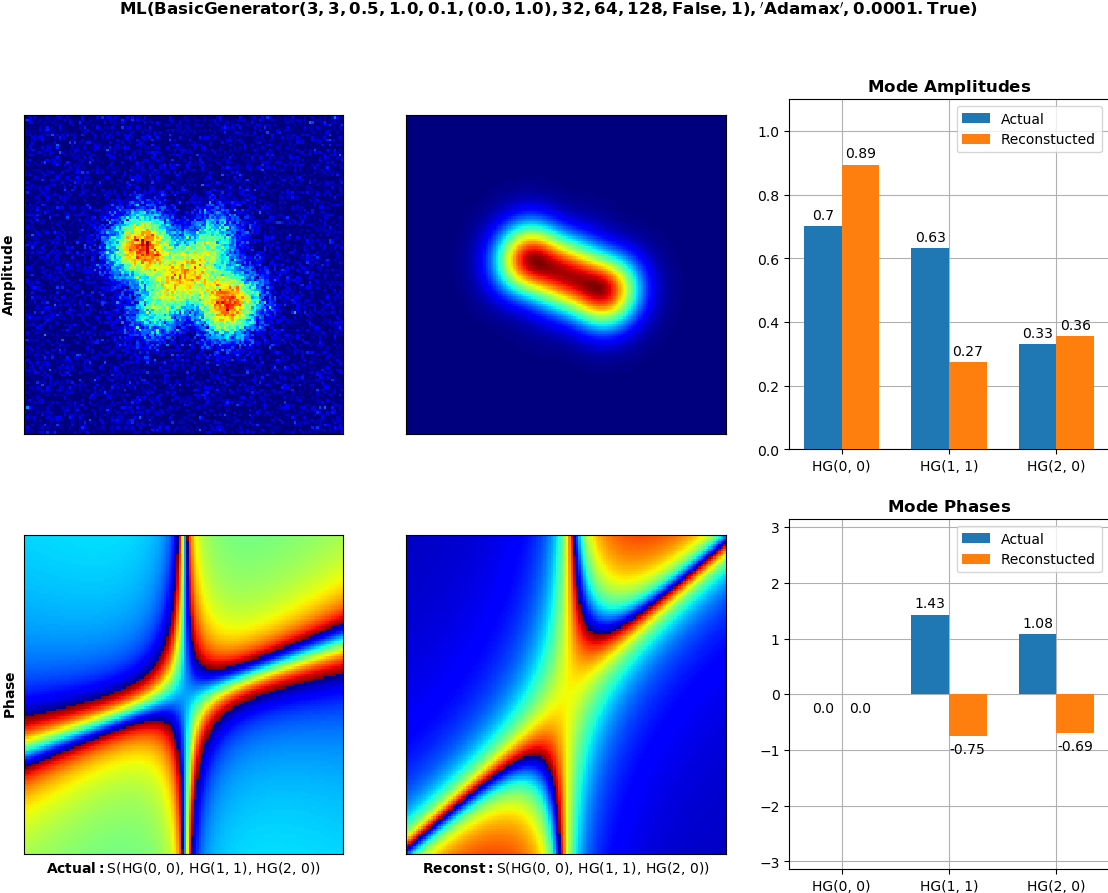 ML(BasicGenerator(3, 3, 0.5, 1.0, 0.1, (0.0, 1.0), 32, 64, 128, False, 1), ′Adamax′, 0.0001. True)
Amplitude
Mode Amplitudes
Actual
Reconstucted
1.0
0.8
0.6
0.4
0.2
0.0
0.7
0.89
0.63
0.27
0.33
0.36
HG(0, 0)
HG(1, 1)
HG(2, 0)
Phase
Actual: S(HG(0, 0), HG(1, 1), HG(2, 0))
Reconst: S(HG(0, 0), HG(1, 1), HG(2, 0))
Mode Phases
Actual
Reconstucted
3
2
1
0
−1
−2
−3
0.0
0.0
1.43
-0.75
1.08
-0.69
HG(0, 0)
HG(1, 1)
HG(2, 0)